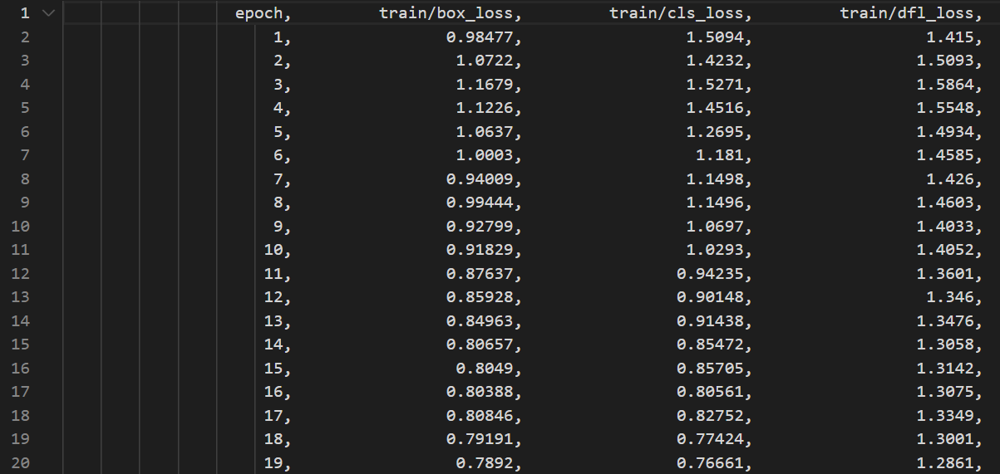 1 epoch, train/box_loss, train/cls_loss, train/dfl_loss,
2 1, 0.98477, 1.5094, 1.415,
3 2, 1.0722, 1.4232, 1.5093,
4 3, 1.1679, 1.5271, 1.5864,
5 4, 1.1226, 1.4516, 1.5548,
6 5, 1.0637, 1.2695, 1.4934,
7 6, 1.0003, 1.181, 1.4585,
8 7, 0.94009, 1.1498, 1.426,
9 8, 0.99444, 1.1496, 1.4603,
10 9, 0.92799, 1.0697, 1.4033,
11 10, 0.91829, 1.0293, 1.4052,
12 11, 0.87637, 0.94235, 1.3601,
13 12, 0.85928, 0.90148, 1.346,
14 13, 0.84963, 0.91438, 1.3476,
15 14, 0.80657, 0.85472, 1.3058,
16 15, 0.8049, 0.85705, 1.3142,
17 16, 0.80388, 0.80561, 1.3075,
18 17, 0.80846, 0.82752, 1.3349,
19 18, 0.79191, 0.77424, 1.3001,
20 19, 0.7892, 0.76661, 1.2861,